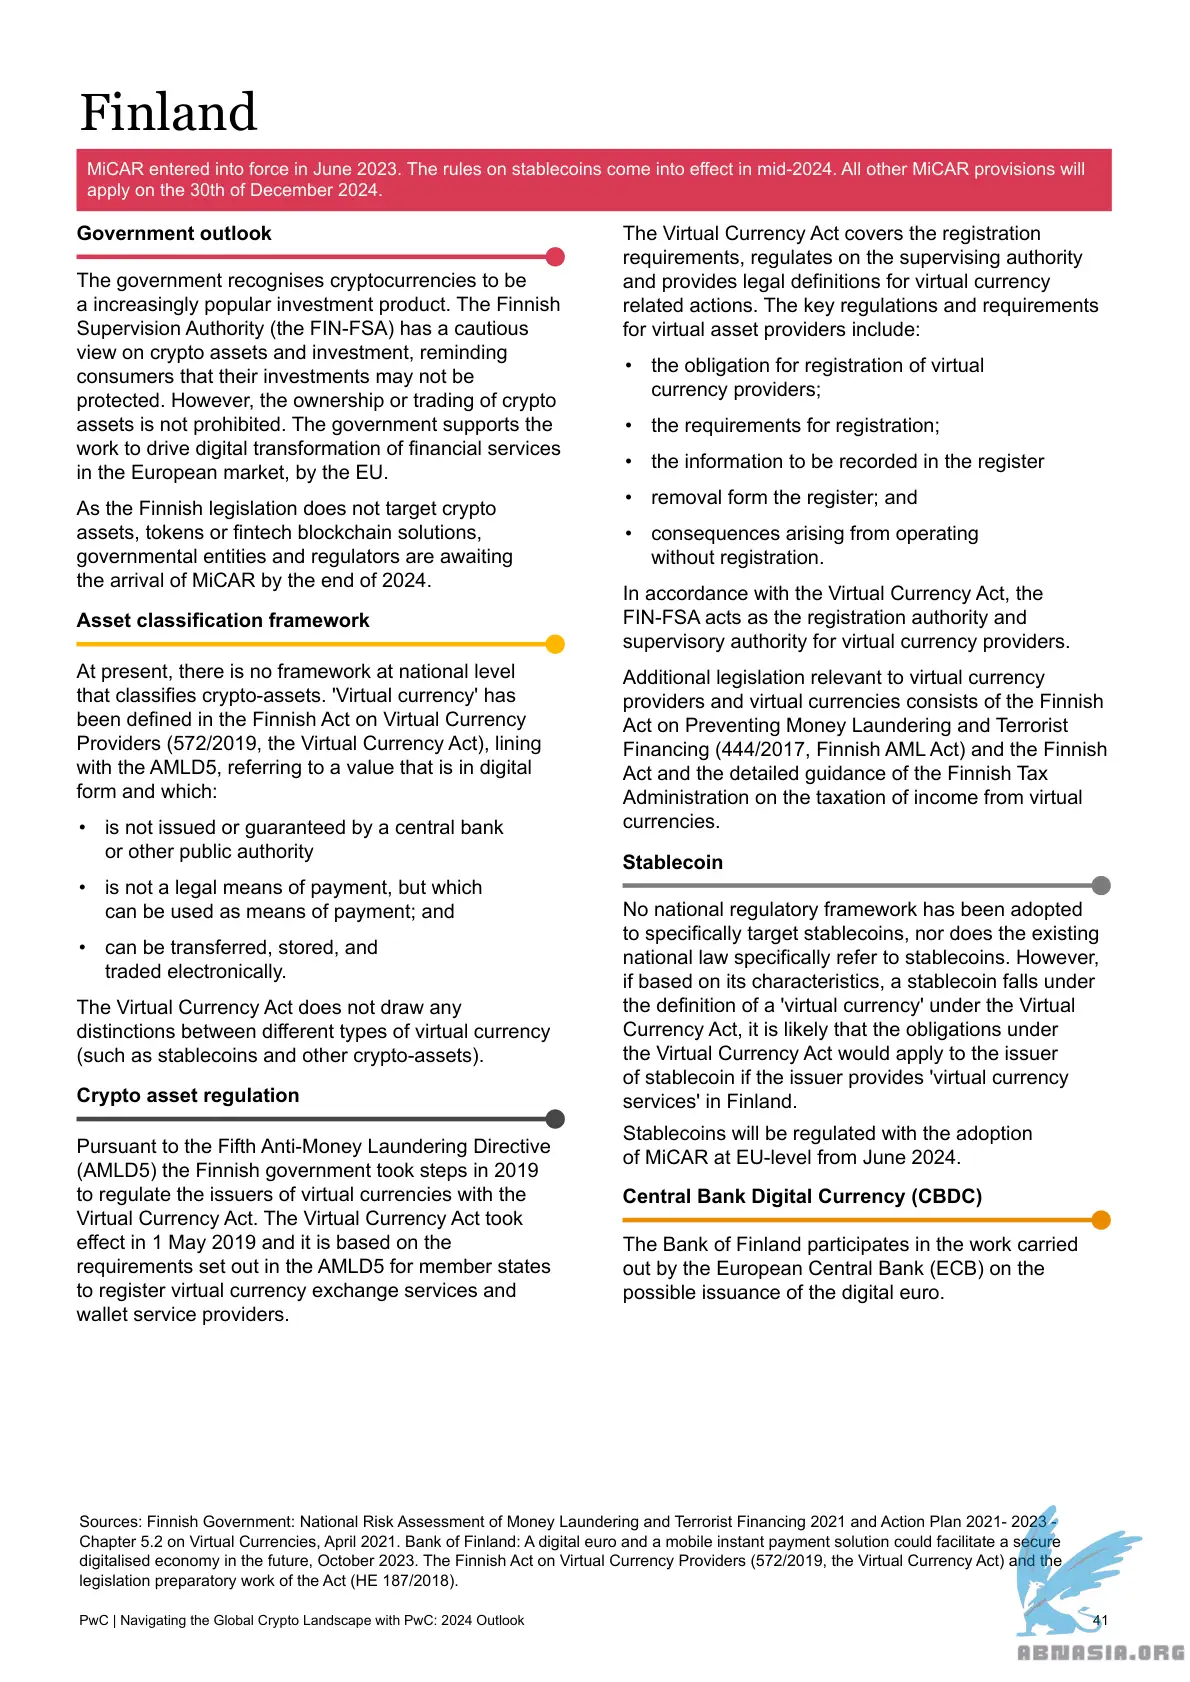 Finland
MiCAR entered into force in June 2023. The rules on stablecoins come into effect in mid-2024. All other MiCAR provisions will
apply on the 30th of December 2024.
Government outlook
The government recognises cryptocurrencies to be
a increasingly popular investment product. The Finnish
Supervision Authority (the FIN-FSA) has a cautious
view on crypto assets and investment, reminding
consumers that their investments may not be
protected. However, the ownership or trading of crypto
assets is not prohibited. The government supports the
work to drive digital transformation of financial services
in the European market, by the EU.
As the Finnish legislation does not target crypto
assets, tokens or fintech blockchain solutions,
governmental entities and regulators are awaiting
the arrival of MiCAR by the end of 2024.
Asset classification framework
At present, there is no framework at national level
that classifies crypto-assets. 'Virtual currency' has
been defined in the Finnish Act on Virtual Currency
Providers (572/2019, the Virtual Currency Act), lining
with the AMLD5, referring to a value that is in digital
form and which:
• is not issued or guaranteed by a central bank
or other public authority
• is not a legal means of payment, but which
can be used as means of payment; and
• can be transferred, stored, and
traded electronically.
The Virtual Currency Act does not draw any
distinctions between different types of virtual currency
(such as stablecoins and other crypto-assets).
Crypto asset regulation
Pursuant to the Fifth Anti-Money Laundering Directive
(AMLD5) the Finnish government took steps in 2019
to regulate the issuers of virtual currencies with the
Virtual Currency Act. The Virtual Currency Act took
effect in 1 May 2019 and it is based on the
requirements set out in the AMLD5 for member states
to register virtual currency exchange services and
wallet service providers.
The Virtual Currency Act covers the registration
requirements, regulates on the supervising authority
and provides legal definitions for virtual currency
related actions. The key regulations and requirements
for virtual asset providers include:
• the obligation for registration of virtual
currency providers;
• the requirements for registration;
• the information to be recorded in the register
• removal form the register; and
• consequences arising from operating
without registration.
In accordance with the Virtual Currency Act, the
FIN-FSA acts as the registration authority and
supervisory authority for virtual currency providers.
Additional legislation relevant to virtual currency
providers and virtual currencies consists of the Finnish
Act on Preventing Money Laundering and Terrorist
Financing (444/2017, Finnish AML Act) and the Finnish
Act and the detailed guidance of the Finnish Tax
Administration on the taxation of income from virtual
currencies.
Stablecoin
No national regulatory framework has been adopted
to specifically target stablecoins, nor does the existing
national law specifically refer to stablecoins. However,
if based on its characteristics, a stablecoin falls under
the definition of a 'virtual currency' under the Virtual
Currency Act, it is likely that the obligations under
the Virtual Currency Act would apply to the issuer
of stablecoin if the issuer provides 'virtual currency
services' in Finland.
Stablecoins will be regulated with the adoption
of MiCAR at EU-level from June 2024.
Central Bank Digital Currency (CBDC)
The Bank of Finland participates in the work carried
out by the European Central Bank (ECB) on the
possible issuance of the digital euro.
Sources: Finnish Government: National Risk Assessment of Money Laundering and Terrorist Financing 2021 and Action Plan 2021- 2023 -
Chapter 5.2 on Virtual Currencies, April 2021. Bank of Finland: A digital euro and a mobile instant payment solution could facilitate a secure
digitalised economy in the future, October 2023. The Finnish Act on Virtual Currency Providers (572/2019, the Virtual Currency Act) and the
legislation preparatory work of the Act (HE 187/2018).
PwC | Navigating the Global Crypto Landscape with PwC: 2024 Outlook
41
ABNASIA.ORG